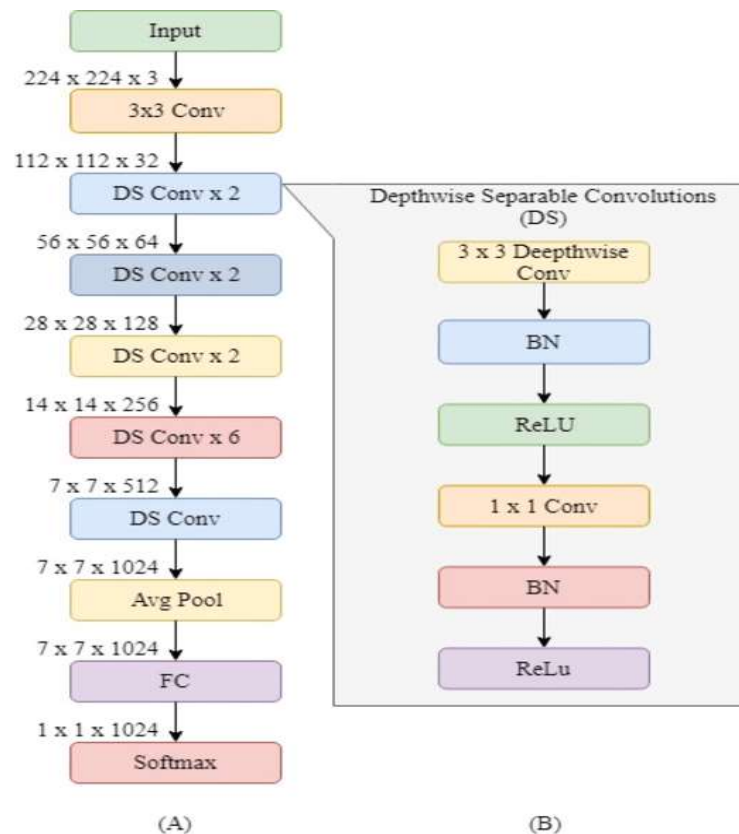 Input
224 x 224 x 3
3x3 Conv
112 x 112 x 32
DS Conv x 2
56 x 56 x 64
DS Conv x 2
28 x 28 x 128
DS Conv x 2
14 x 14 x 256
DS Conv x 6
7 x 7 x 512
DS Conv
7 x 7 x 1024
Avg Pool
7 x 7 x 1024
FC
1 x 1 x 1024
Softmax
(A)
Depthwise Separable Convolutions
(DS)
3 x 3 Deepthwise
Conv
BN
ReLU
1 x 1 Conv
BN
ReLu
(B)